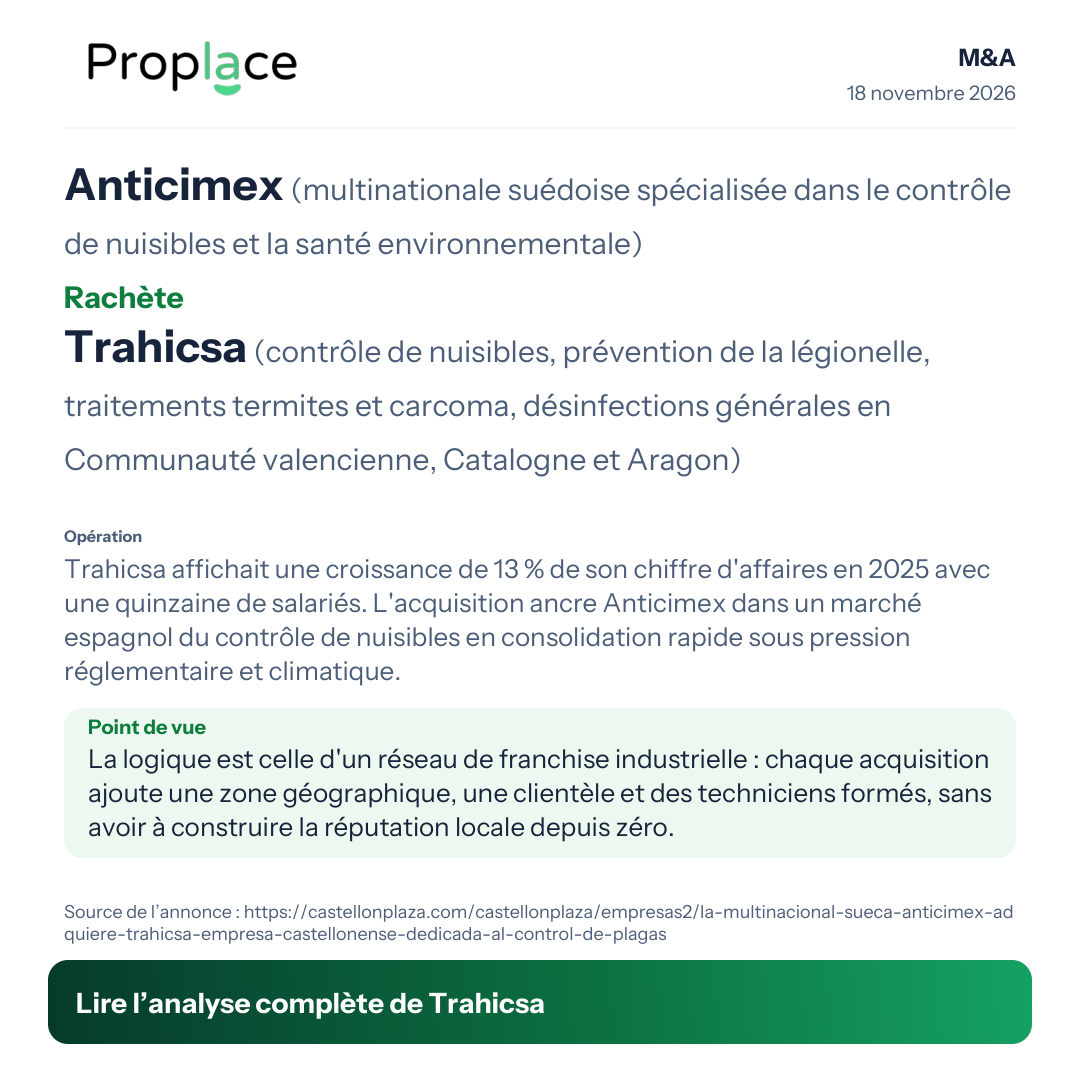 Proplace
M&A
18 novembre 2026
Anticimex (multinationale suédoise spécialisée dans le contrôle
de nuisibles et la santé environnementale)
Rachète
Trahicsa (contrôle de nuisibles, prévention de la légionelle,
traitements termites et carcoma, désinfections générales en
Communauté valencienne, Catalogne et Aragon)
Opération
Trahicsa affichait une croissance de 13 % de son chiffre d'affaires en 2025 avec
une quinzaine de salariés. L'acquisition ancre Anticimex dans un marché
espagnol du contrôle de nuisibles en consolidation rapide sous pression
réglementaire et climatique.
Point de vue
La logique est celle d'un réseau de franchise industrielle : chaque acquisition
ajoute une zone géographique, une clientèle et des techniciens formés, sans
avoir à construire la réputation locale depuis zéro.
Source de l’annonce : https://castellonplaza.com/castellonplaza/empresas2/la-multinacional-sueca-anticimex-ad
quiere-trahicsa-empresa-castellonense-dedicada-al-control-de-plagas
Lire l’analyse complète de Trahicsa